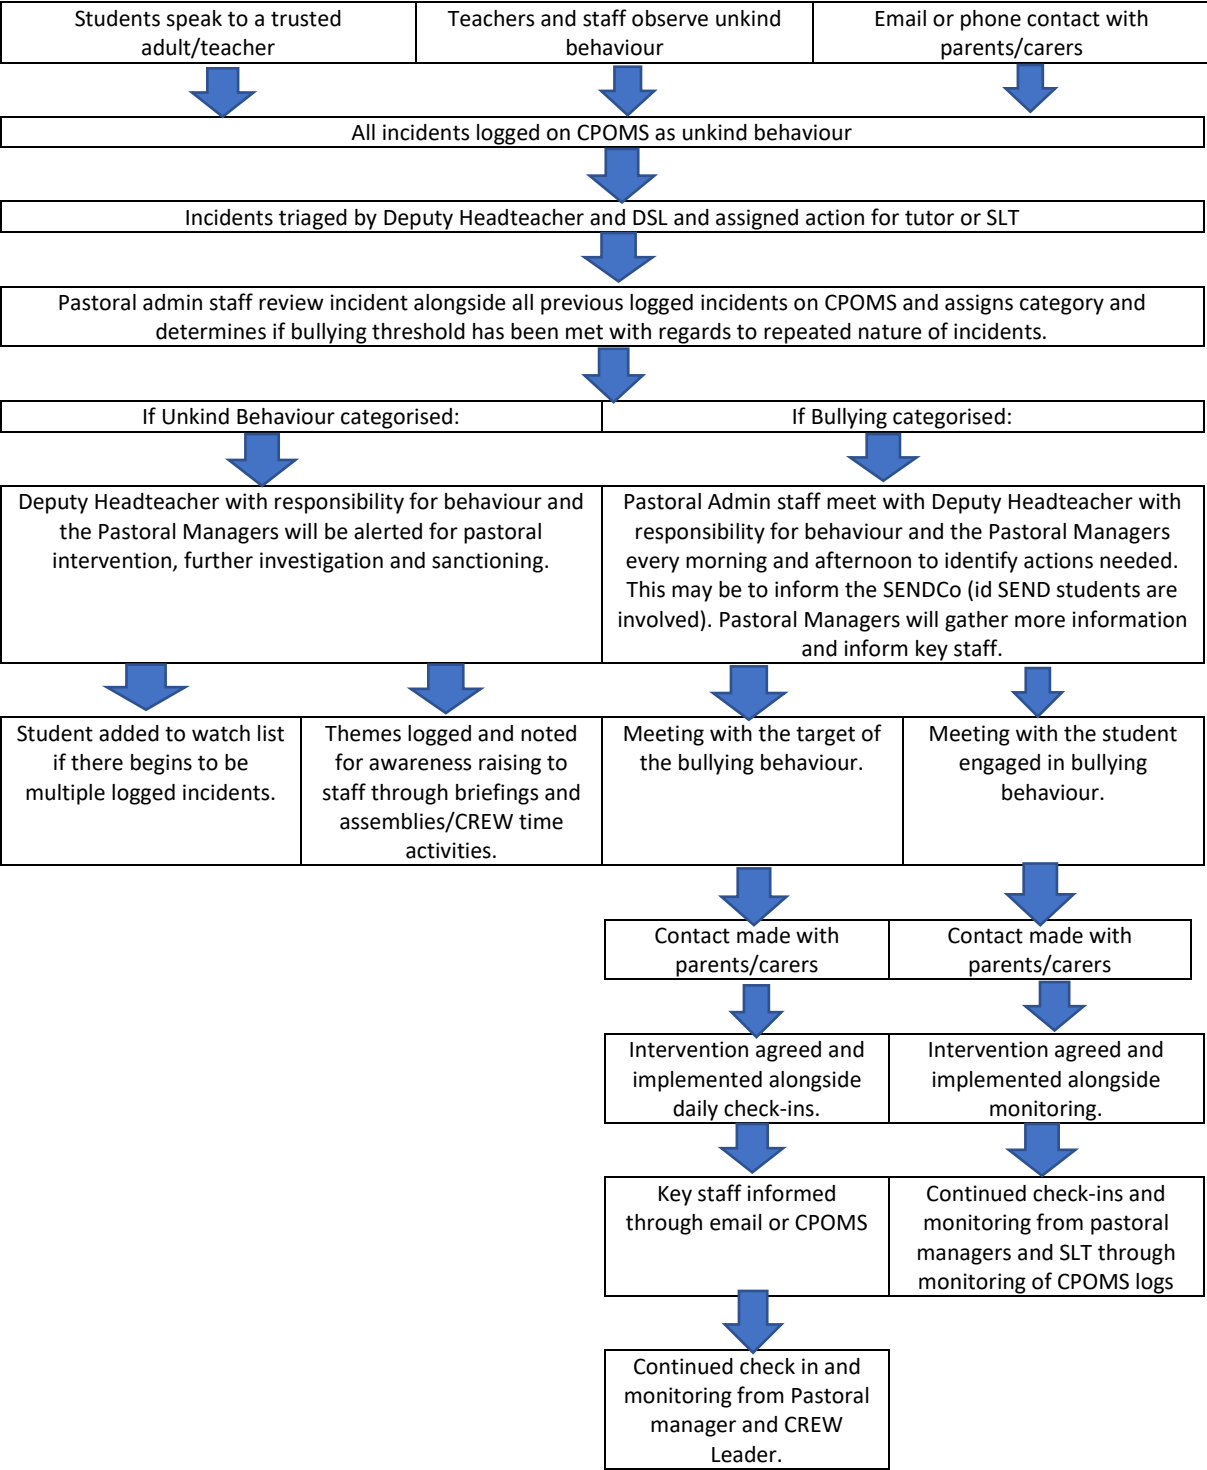 Students speak to a trusted
adult/teacher
Teachers and staff observe unkind
behaviour
Email or phone contact with
parents/carers
All incidents logged on CPOMS as unkind behaviour
Incidents triaged by Deputy Headteacher and DSL and assigned action for tutor or SLT
Pastoral admin staff review incident alongside all previous logged incidents on CPOMS and assigns category and
determines if bullying threshold has been met with regards to repeated nature of incidents.
If Unkind Behaviour categorised:
If Bullying categorised:
Deputy Headteacher with responsibility for behaviour and
the Pastoral Managers will be alerted for pastoral
intervention, further investigation and sanctioning.
Pastoral Admin staff meet with Deputy Headteacher with
responsibility for behaviour and the Pastoral Managers
every morning and afternoon to identify actions needed.
This may be to inform the SENDCo (id SEND students are
involved). Pastoral Managers will gather more information
and inform key staff.
Student added to watch list
if there begins to be
multiple logged incidents.
Themes logged and noted
for awareness raising to
staff through briefings and
assemblies/CREW time
activities.
Meeting with the target of
the bullying behaviour.
Meeting with the student
engaged in bullying
behaviour.
Contact made with
parents/carers
Contact made with
parents/carers
Intervention agreed and
implemented alongside
daily check-ins.
Intervention agreed and
implemented alongside
monitoring.
Key staff informed
through email or CPOMS
Continued check-ins and
monitoring from pastoral
managers and SLT through
monitoring of CPOMS logs
Continued check in and
monitoring from Pastoral
manager and CREW
Leader.